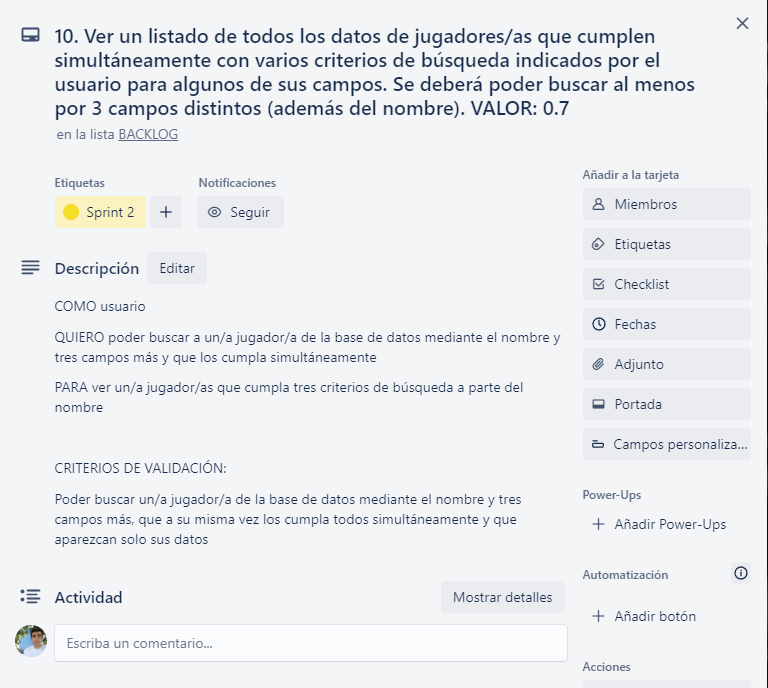 10. Ver un listado de todos los datos de jugadores/as que cumplen
simultáneamente con varios criterios de búsqueda indicados por el
usuario para algunos de sus campos. Se deberá poder buscar al menos
por 3 campos distintos (además del nombre). VALOR: 0.7
en la lista BACKLOG
Etiquetas
Notificaciones
Sprint 2
Seguir
Descripción
Editar
COMO usuario
QUIERO poder buscar a un/a jugador/a de la base de datos mediante el nombre y
tres campos más y que los cumpla simultáneamente
PARA ver un/a jugador/as que cumpla tres criterios de búsqueda a parte del
nombre
CRITERIOS DE VALIDACIÓN:
Poder buscar un/a jugador/a de la base de datos mediante el nombre y tres
campos más, que a su misma vez los cumpla todos simultáneamente y que
aparezcan solo sus datos
Actividad
Mostrar detalles
Escriba un comentario...
Añadir a la tarjeta
Miembros
Etiquetas
Checklist
Fechas
Adjunto
Portada
Campos personaliza...
Power-Ups
Añadir Power-Ups
Automatización
Añadir botón
Acciones